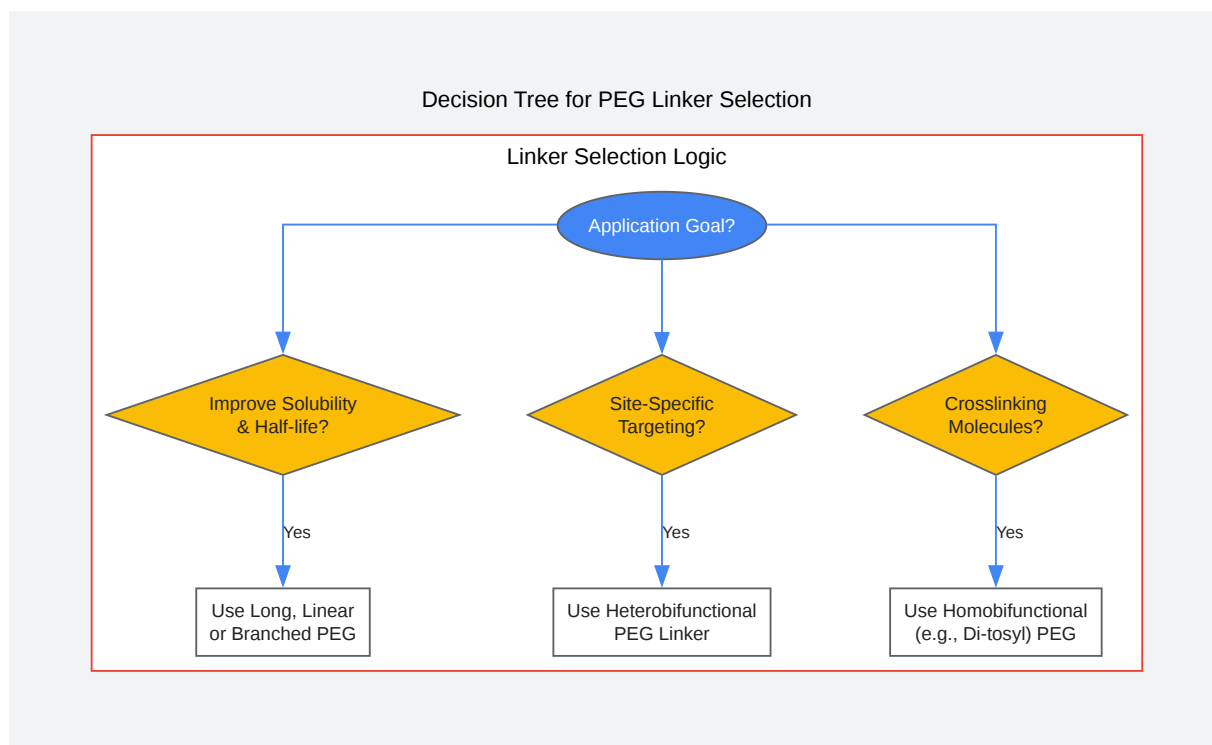 Decision Tree for PEG Linker Selection
Linker Selection Logic
Application Goal?
Improve Solubility
& Half-life?
Site-Specific
Targeting?
Crosslinking
Molecules?
Yes
Yes
Yes
Use Long, Linear
or Branched PEG
Use Heterobifunctional
PEG Linker
Use Homobifunctional
(e.g., Di-tosyl) PEG